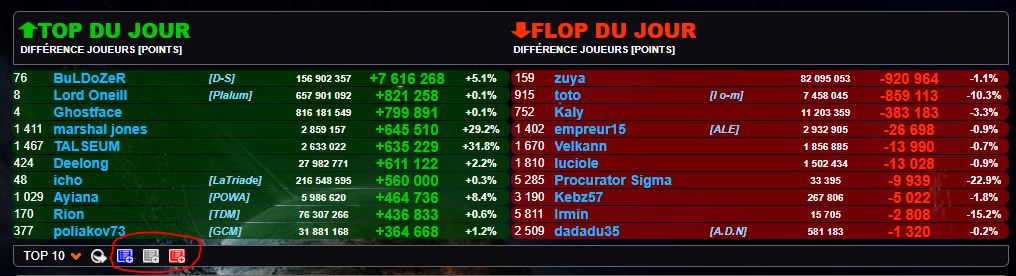 TOP DU JOUR
DIFFÉRENCE JOUEURS [POINTS]
76 BuLDoZeR [D-S] 156 902 357 +7 616 268 +5.1%
8 Lord Oneill [Plalum] 657 901 092 +821 258 +0.1%
4 Ghostface 816 181 549 +799 891 +0.1%
1 411 marshal jones 2 859 157 +645 510 +29.2%
1 467 TALSEUM 2 633 022 +635 229 +31.8%
424 Deelong 27 982 771 +611 122 +2.2%
48 icho [LaTriade] 216 548 595 +560 000 +0.3%
1 029 Ayiana [POWA] 5 986 620 +464 736 +8.4%
170 Rion [TDM] 76 307 266 +436 833 +0.6%
377 poliakov73 [GCM] 31 881 168 +364 668 +1.2%
FLOP DU JOUR
DIFFÉRENCE JOUEURS [POINTS]
159 zuya 82 095 053 -920 964 -1.1%
915 toto [I o-m] 7 458 045 -859 113 -10.3%
752 Kaly 11 203 359 -383 183 -3.3%
1 402 empreur15 [ALE] 2 932 905 -26 698 -0.9%
1 670 Velkann 1 856 885 -13 990 -0.7%
1 810 luciole 1 502 434 -13 028 -0.9%
5 285 Procurator Sigma 33 395 -9 939 -22.9%
3 190 Kebz57 267 806 -5 022 -1.8%
5 811 Irmin 15 705 -2 808 -15.2%
2 509 dadadu35 [A.D.N] 581 183 -1 320 -0.2%
TOP 10